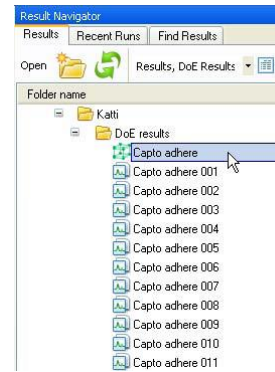 Result Navigator
Results Recent Runs Find Results
Open Results, DoE Results
Folder name
Katti
DoE results
Capto adhere
Capto adhere 001
Capto adhere 002
Capto adhere 003
Capto adhere 004
Capto adhere 005
Capto adhere 006
Capto adhere 007
Capto adhere 008
Capto adhere 009
Capto adhere 010
Capto adhere 011